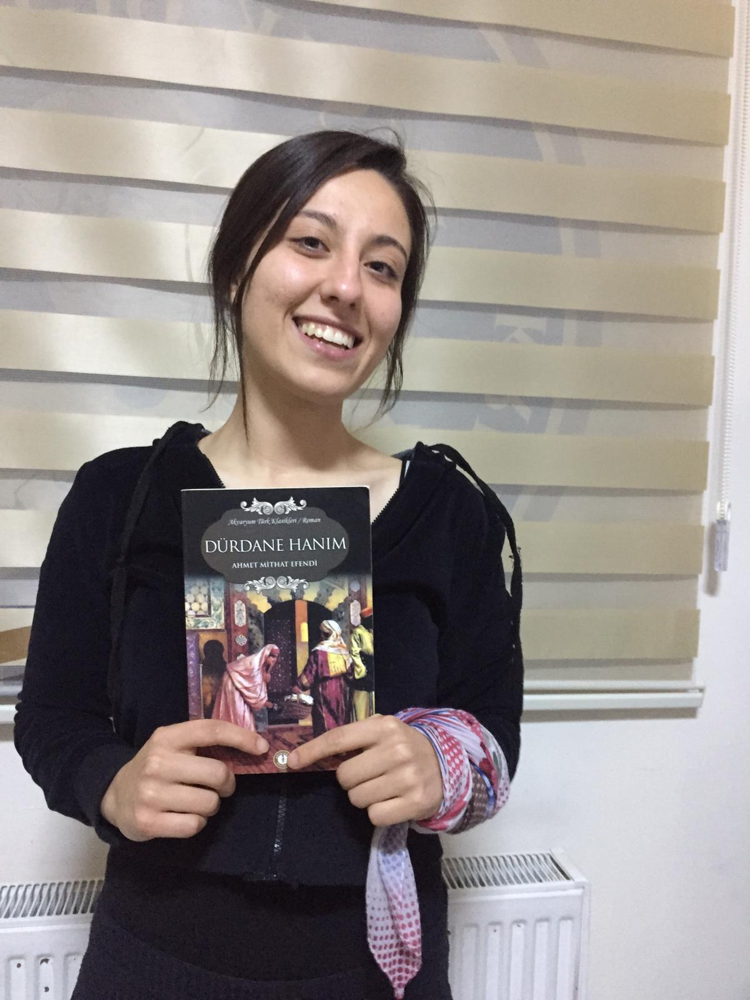 Akvaryum Türk Klasikleri / Roman
DÜRDANE HANIM
AHMET MİTHAT EFENDİ